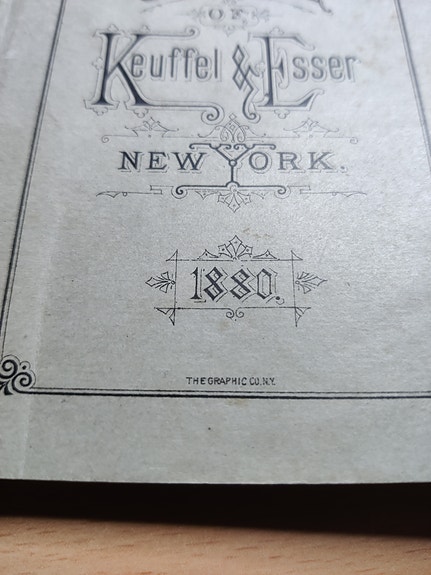 OF
Keuffel & Esser
NEW YORK.
1880.
THE GRAPHIC CO. N.Y.